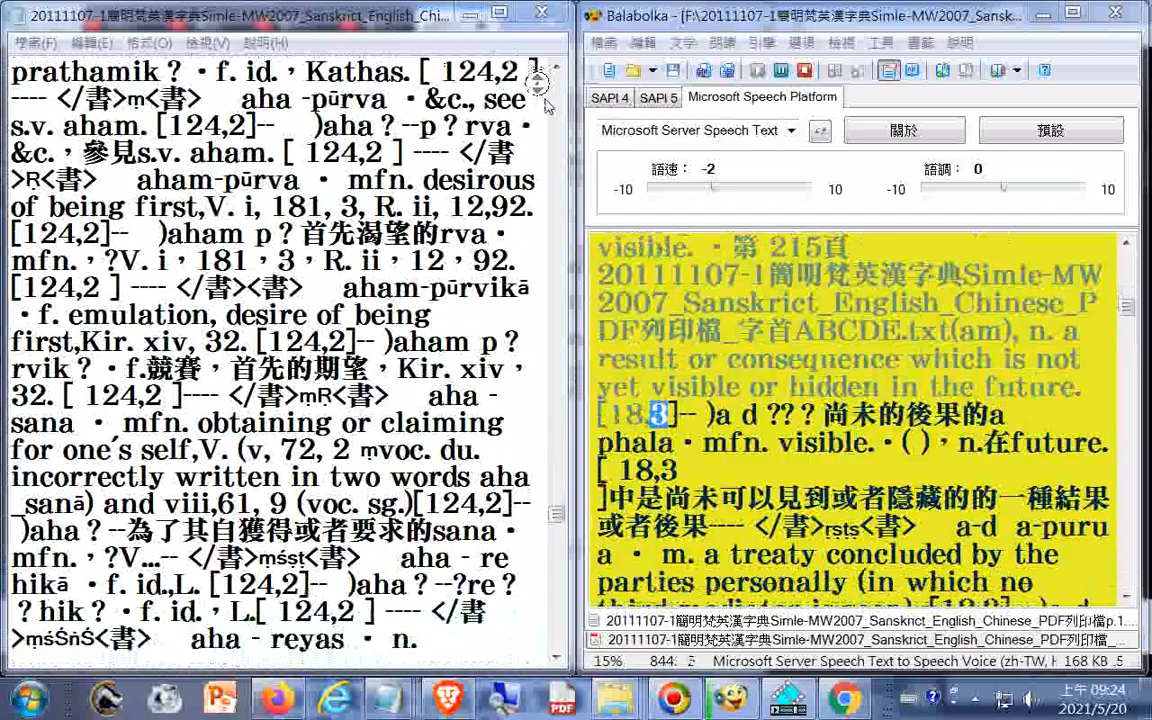 20111107-1簡明梵英漢字典Simle-MW2007_Sanskrict_English_Chi...
檔案(F) 編輯(E) 格式(O) 檢視(V) 說明(H)
prathamik ? ‧ f. id. , Kathas. [ 124,2 ]
---- </書>ṃ<書> aha -pūrva ‧ &c., see
s.v. aham. [124,2]-- )aha ? --p ? rva ‧
&c. , 參見s.v. aham. [ 124,2 ] ---- </書
>Ṛ<書> aham-pūrva ‧ mfn. desirous
of being first,V. i, 181, 3, R. ii, 12,92.
[124,2]-- )aham p ? 首先渴望的rva ‧
mfn. , ?V. i , 181 , 3 , R. ii , 12 , 92.
[124,2 ] ---- </書><書> aham-pūrvikā
‧ f. emulation, desire of being
first,Kir. xiv, 32. [124,2]-- )aham p ?
rvik ? ‧ f.競賽 , 首先的期望 , Kir. xiv ,
32. [ 124,2 ]---- </書>ṃR<書> aha -
sana ‧ mfn. obtaining or claiming
for one's self,V. (v, 72, 2 ṃvoc. du.
incorrectly written in two words aha
_sanā) and viii,61, 9 (voc. sg.)[124,2]--
)aha ? --為了其自獲得或者要求的sana ‧
mfn. , ?V...-- </書>ṃśṣṭ<書> aha - re
hikā ‧ f. id.,L. [124,2]-- )aha ? --?re ?
? hik ? ‧ f. id. , L.[ 124,2 ] ---- </書
>ṃśŚṅŚ<書> aha - reyas ‧ n.
Balabolka - [F:\20111107-1簡明梵英漢字典Simle-MW2007_Sansk...
檔案 編輯 文字 朗讀 引擎 選項 檢視 工具 書籤 說明
SAPI 4 SAPI 5 Microsoft Speech Platform
Microsoft Server Speech Text 關於 預設
語速: -2 語調: 0
-10 10 -10 10
visible. ‧ 第 215頁
20111107-1簡明梵英漢字典Simle-MW
2007_Sanskrict_English_Chinese_P
DF列印檔_字首ABCDE.txt(am), n. a
result or consequence which is not
yet visible or hidden in the future.
[18,3]-- )a d ?? ? 尚未的後果的a
phala ‧ mfn. visible. ‧ ( ) , n.在future.
[ 18,3
]中是尚未可以見到或者隱藏的的一種結果
或者後果---- </書>ṛṣṭṣ<書> a-d a-puru
a ‧ m. a treaty concluded by the
parties personally (in which no
20111107-1簡明梵英漢字典Simle-MW2007_Sanskrict_English_Chinese_PDF列印檔p.1...
20111107-1簡明梵英漢字典Simle-MW2007_Sanskrict_English_Chinese_PDF列印檔_...
15% 844 Microsoft Server Speech Text to Speech Voice (zh-TW, H 168 KB
上午 09:24
2021/5/20